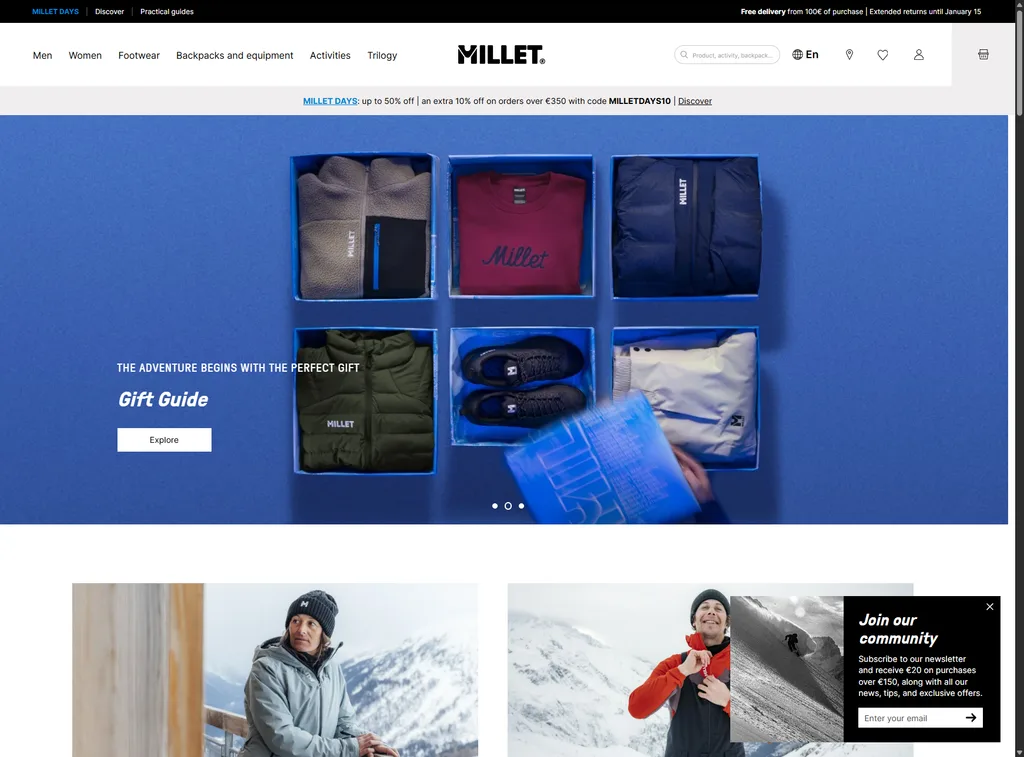 MILLET DAYS
Discover
Practical guides
Free delivery from 100€ of purchase | Extended returns until January 15
Men
Women
Footwear
Backpacks and equipment
Activities
Trilogy
MILLET®
Product, activity, backpack...
En
MILLET DAYS: up to 50% off | an extra 10% off on orders over €350 with code MILLETDAYS10 | Discover
MILLET
Millet
MILLET
THE ADVENTURE BEGINS WITH THE PERFECT GIFT
Gift Guide
Explore
MILLET
Join our
community
Subscribe to our newsletter
and receive €20 on purchases
over €150, along with all our
news, tips, and exclusive offers.
Enter your email